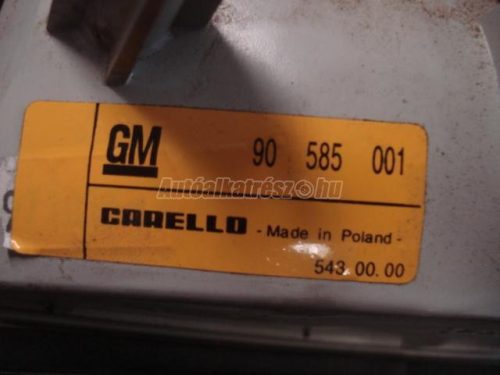 GM 90 585 001
Autóalkatrész.hu
CARELLO - Made in Poland -
543.00.00